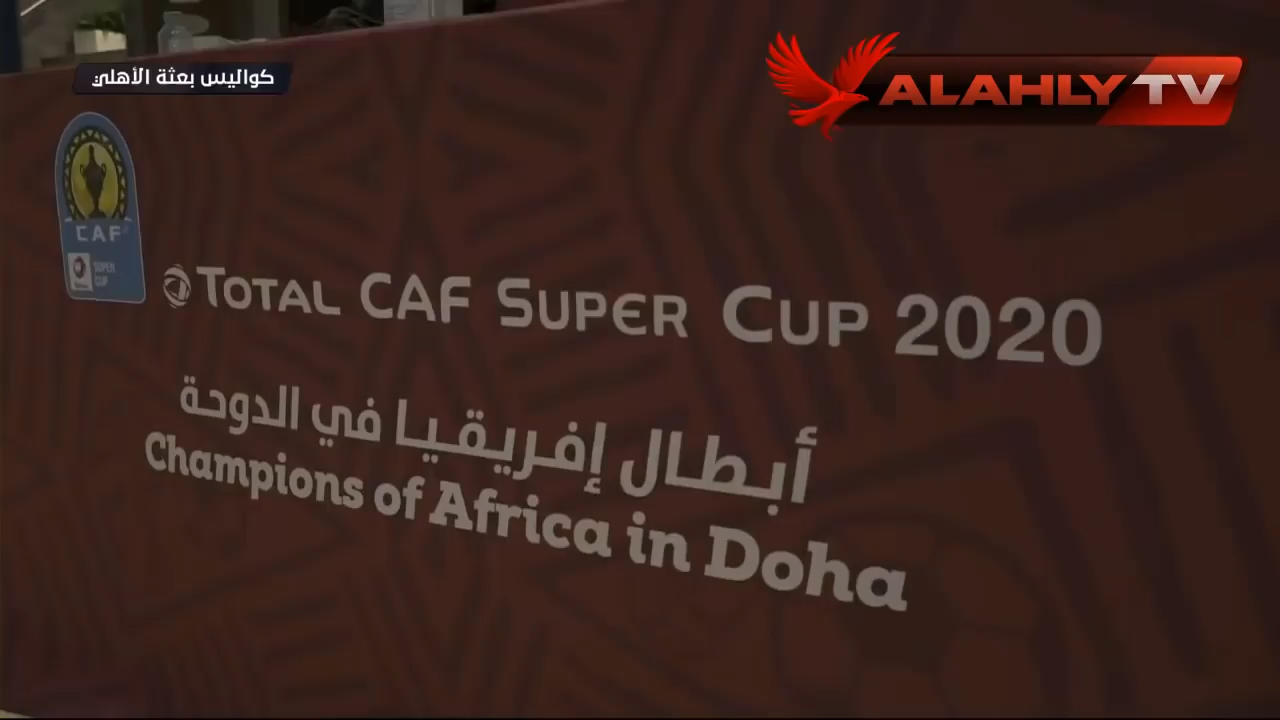 كواليس بعثة الأهلي
ALAHLY TV
CAF
SUPER
CUP
TOTAL CAF SUPER CUP 2020
أبطال إفريقيا في الدوحة
Champions of Africa in Doha